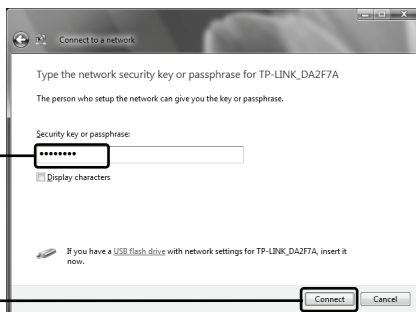 Connect to a network
Type the network security key or passphrase for TP-LINK_DA2F7A
The person who setup the network can give you the key or passphrase.
Security key or passphrase:
••••••••
Display characters
If you have a USB flash drive with network settings for TP-LINK_DA2F7A, insert it
now.
Connect Cancel